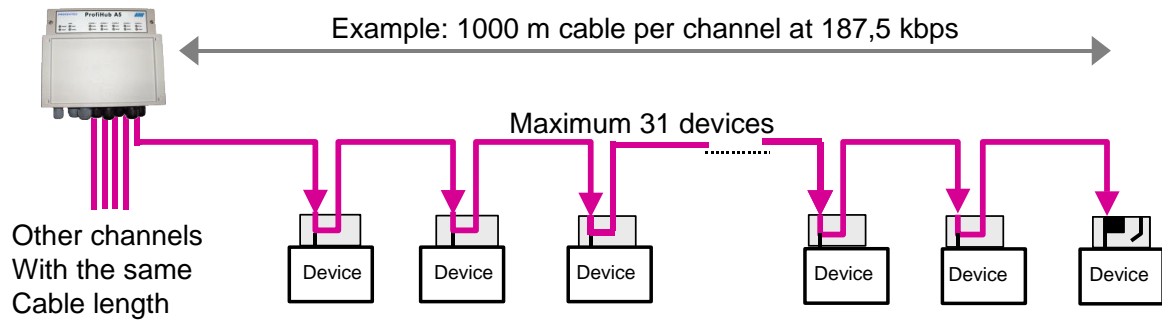 ProfiHub A5
Example: 1000 m cable per channel at 187,5 kbps
Maximum 31 devices
Other channels
With the same
Cable length
Device
Device
Device
Device
Device
Device